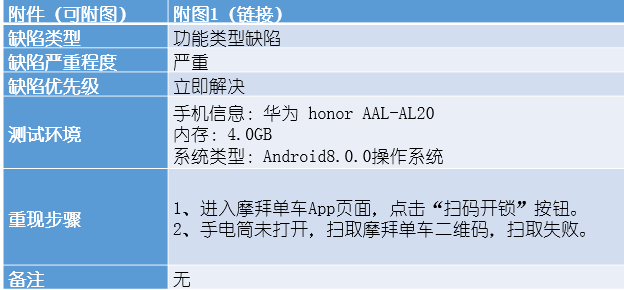 附件（可附图） 附图1（链接）
缺陷类型 功能类型缺陷
缺陷严重程度 严重
缺陷优先级 立即解决
测试环境 手机信息：华为 honor AAL-AL20
内存：4.0GB
系统类型：Android8.0.0操作系统
重现步骤 1、进入摩拜单车App页面，点击“扫码开锁”按钮。
2、手电筒未打开，扫取摩拜单车二维码，扫取失败。
备注 无